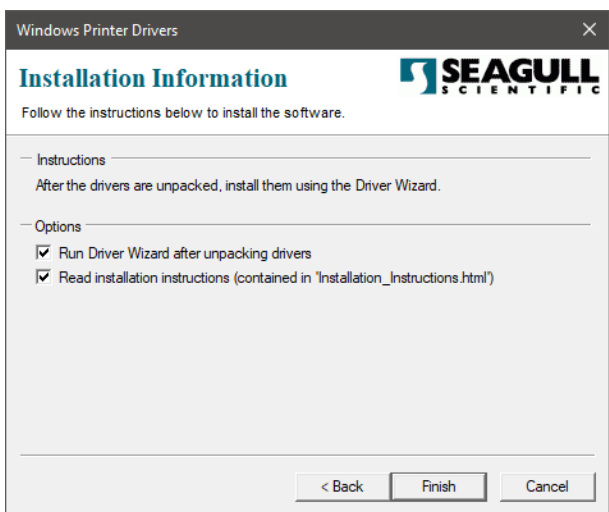 Windows Printer Drivers
Installation Information
SEAGULL
SCIENTIFIC
Follow the instructions below to install the software.
Instructions
After the drivers are unpacked, install them using the Driver Wizard.
Options
Run Driver Wizard after unpacking drivers
Read installation instructions (contained in 'Installation_Instructions.html')
< Back
Finish
Cancel